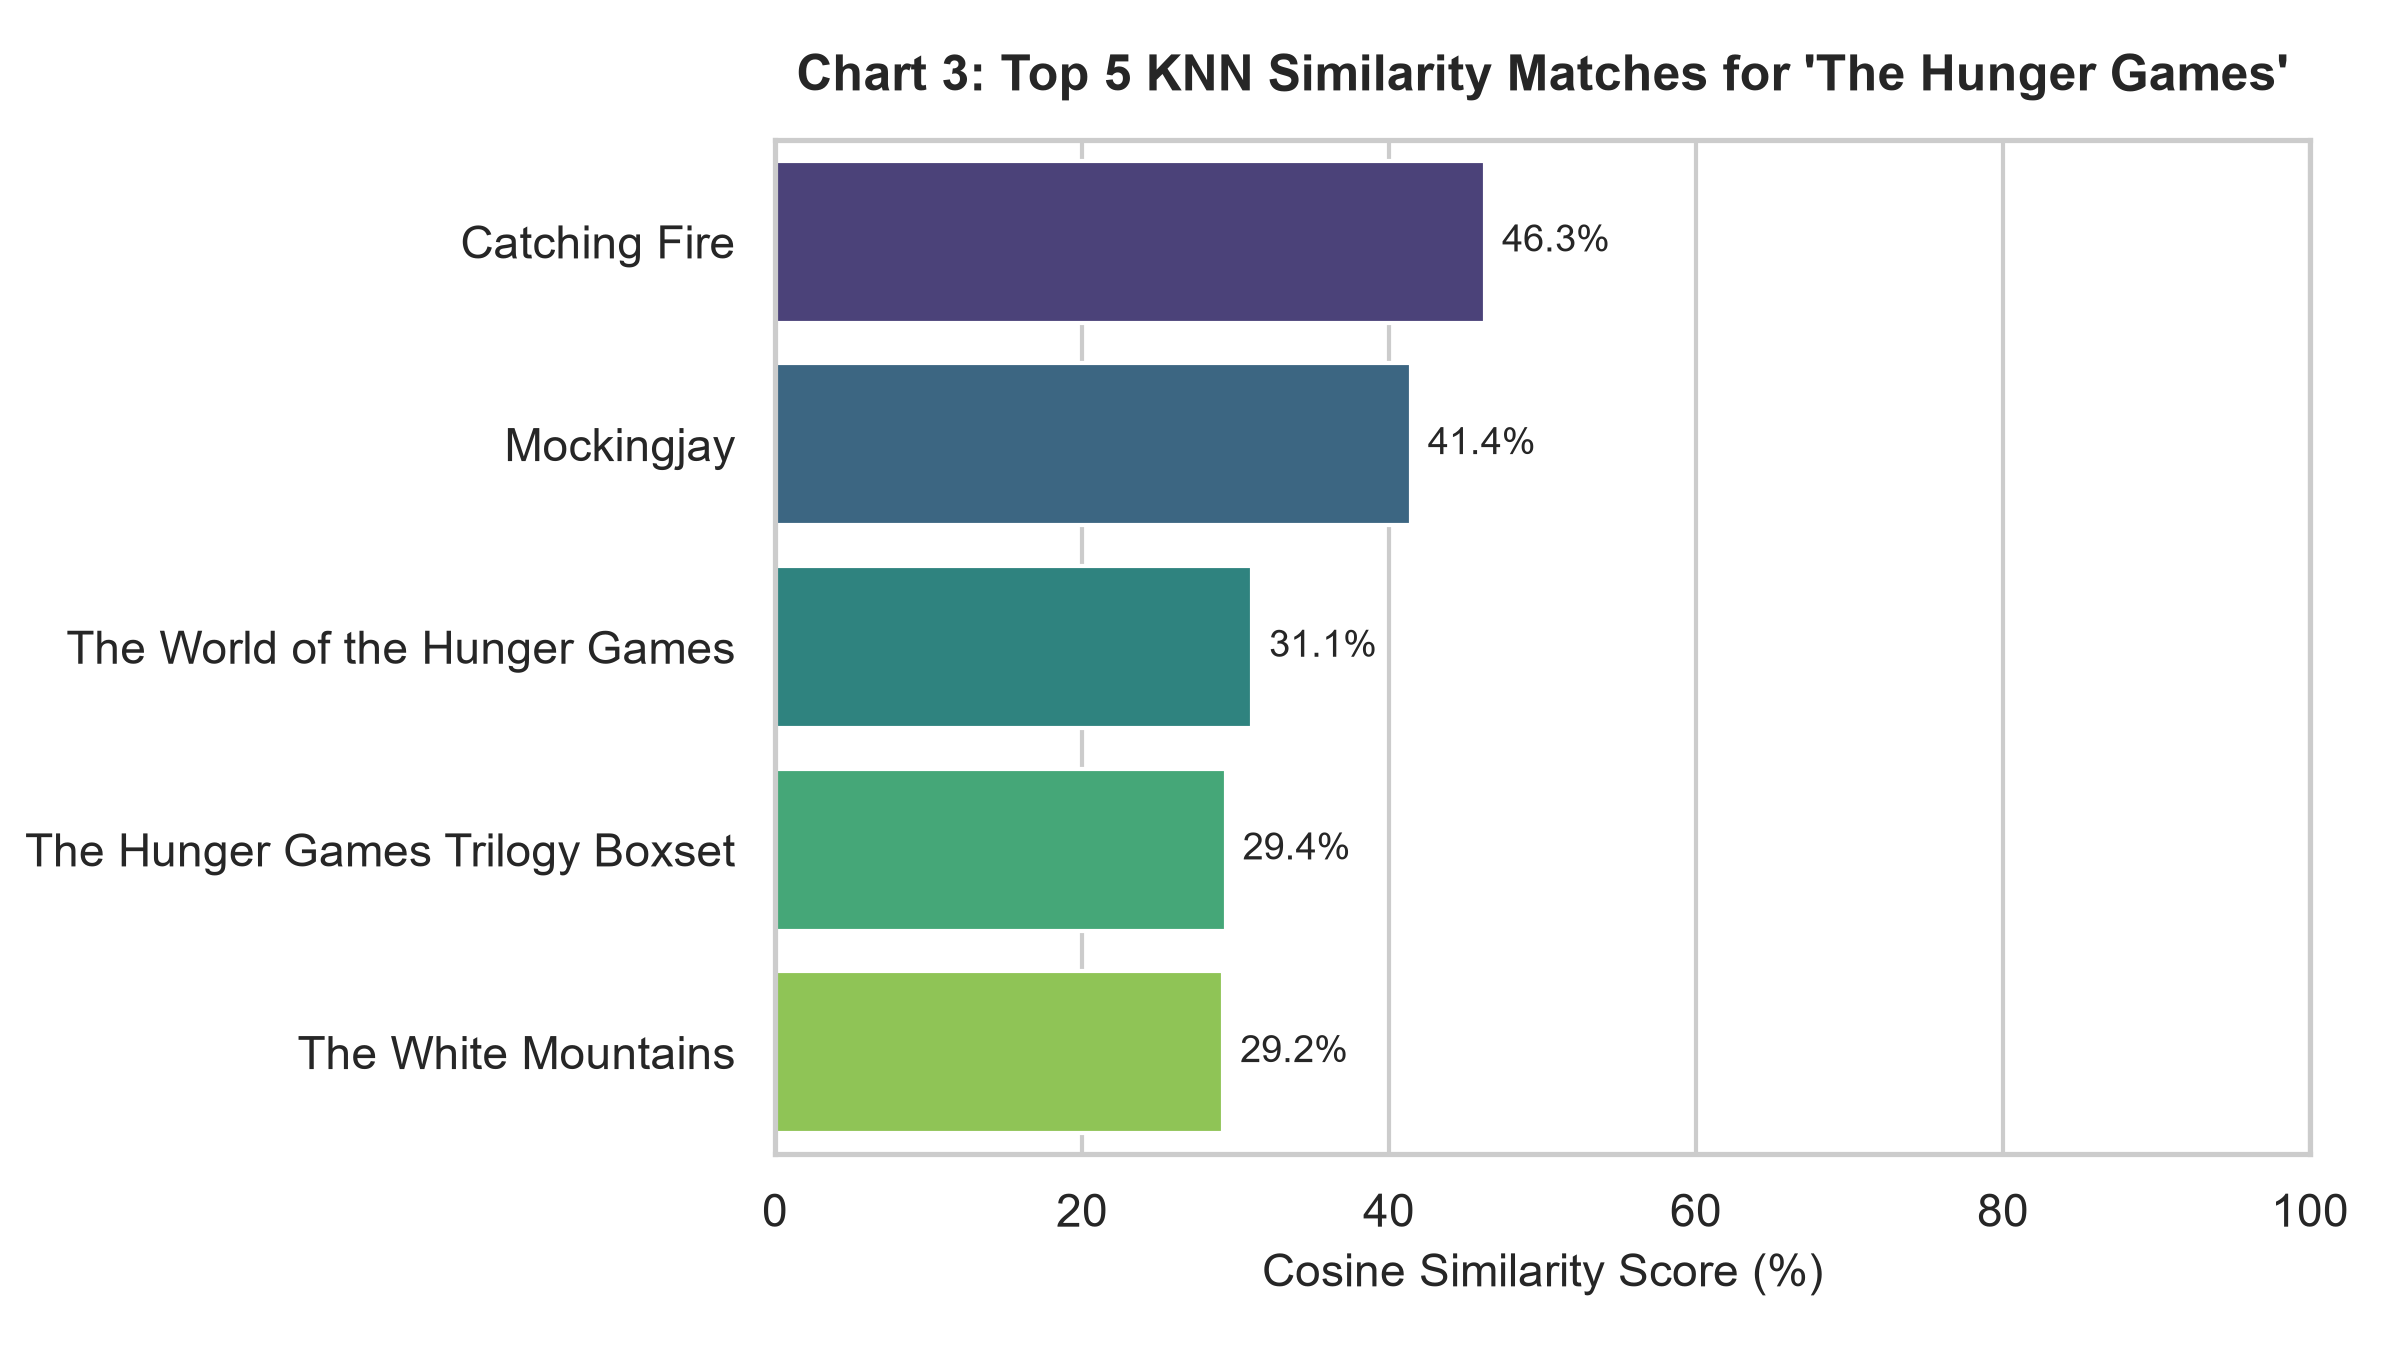 Chart 3: Top 5 KNN Similarity Matches for 'The Hunger Games'
Catching Fire
46.3%
Mockingjay
41.4%
The World of the Hunger Games
31.1%
The Hunger Games Trilogy Boxset
29.4%
The White Mountains
29.2%
0 20 40 60 80 100
Cosine Similarity Score (%)